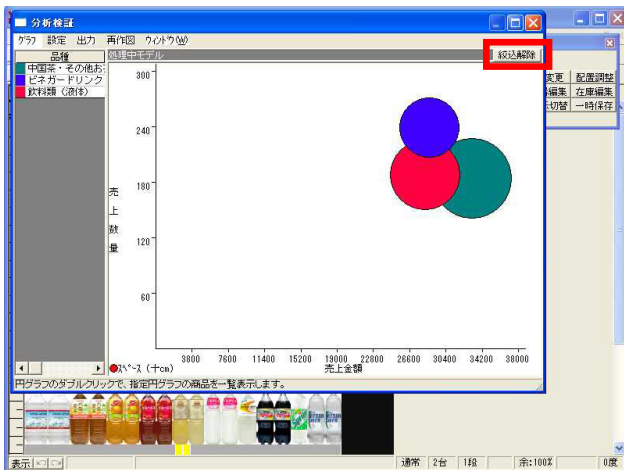 分析検証
グラフ 設定 出力 再作図 ウィンドウ(W)
品種
処理中モデル
絞込解除
中国茶・その他お
ビネガードリンク
飲料類（液体）
変更 配置調整
編集 在庫編集
切替 一時保存
300
240
180
120
60
売上数量
3800 7600 11400 15200 19000 22800 26600 30400 34200 38000
●スペース（十cm）
売上金額
円グラフのダブルクリックで、指定円グラフの商品を一覧表示します。
表示
通常 2台 1段 余:100% 0度